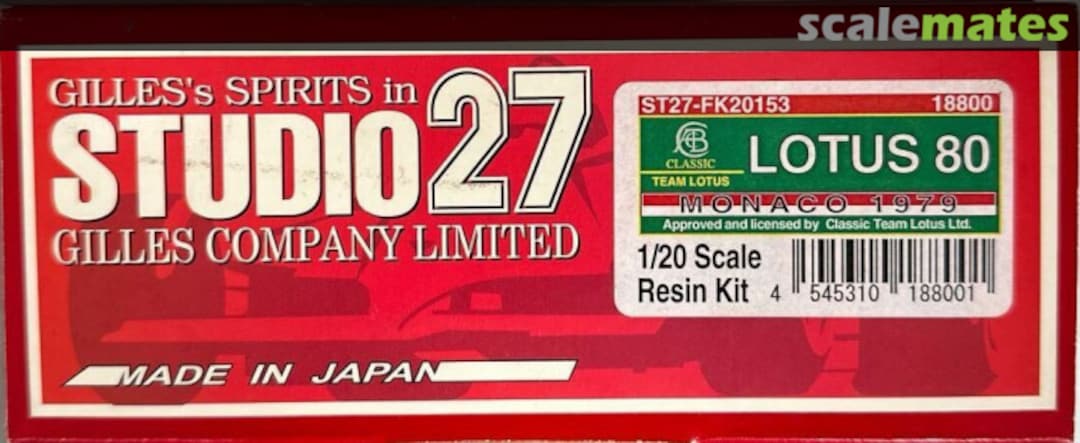 scalemates
GILLES's SPIRITS in
STUDIO27
GILLES COMPANY LIMITED
MADE IN JAPAN
ST27-FK20153 18800
CLASSIC
TEAM LOTUS
LOTUS 80
MONACO 1979
Approved and licensed by Classic Team Lotus Ltd.
1/20 Scale
Resin Kit
4 545310 188001